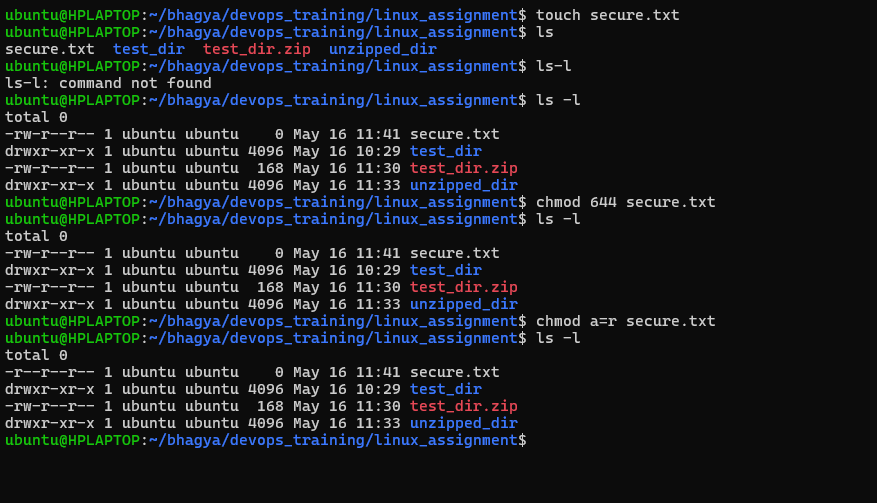 ubuntu@HPLAPTOP:~/bhagya/devops_training/linux_assignment$ touch secure.txt
ubuntu@HPLAPTOP:~/bhagya/devops_training/linux_assignment$ ls
secure.txt  test_dir  test_dir.zip  unzipped_dir
ubuntu@HPLAPTOP:~/bhagya/devops_training/linux_assignment$ ls-l
ls-l: command not found
ubuntu@HPLAPTOP:~/bhagya/devops_training/linux_assignment$ ls -l
total 0
-rw-r--r-- 1 ubuntu ubuntu    0 May 16 11:41 secure.txt
drwxr-xr-x 1 ubuntu ubuntu 4096 May 16 10:29 test_dir
-rw-r--r-- 1 ubuntu ubuntu  168 May 16 11:30 test_dir.zip
drwxr-xr-x 1 ubuntu ubuntu 4096 May 16 11:33 unzipped_dir
ubuntu@HPLAPTOP:~/bhagya/devops_training/linux_assignment$ chmod 644 secure.txt
ubuntu@HPLAPTOP:~/bhagya/devops_training/linux_assignment$ ls -l
total 0
-rw-r--r-- 1 ubuntu ubuntu    0 May 16 11:41 secure.txt
drwxr-xr-x 1 ubuntu ubuntu 4096 May 16 10:29 test_dir
-rw-r--r-- 1 ubuntu ubuntu  168 May 16 11:30 test_dir.zip
drwxr-xr-x 1 ubuntu ubuntu 4096 May 16 11:33 unzipped_dir
ubuntu@HPLAPTOP:~/bhagya/devops_training/linux_assignment$ chmod a=r secure.txt
ubuntu@HPLAPTOP:~/bhagya/devops_training/linux_assignment$ ls -l
total 0
-r--r--r-- 1 ubuntu ubuntu    0 May 16 11:41 secure.txt
drwxr-xr-x 1 ubuntu ubuntu 4096 May 16 10:29 test_dir
-rw-r--r-- 1 ubuntu ubuntu  168 May 16 11:30 test_dir.zip
drwxr-xr-x 1 ubuntu ubuntu 4096 May 16 11:33 unzipped_dir
ubuntu@HPLAPTOP:~/bhagya/devops_training/linux_assignment$